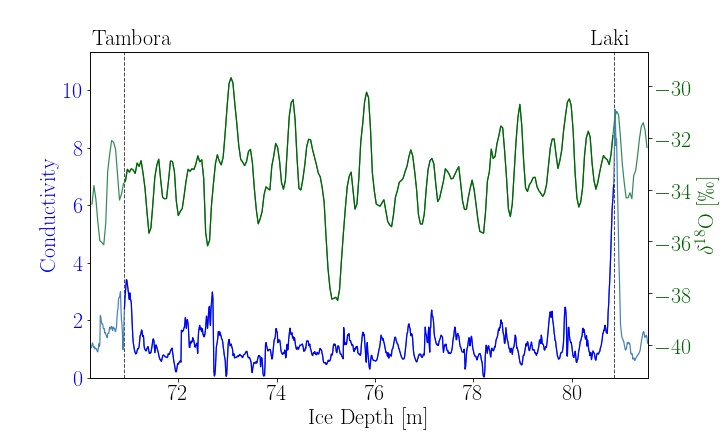 Tambora Laki
10 8 6 4 2 0
Conductivity
−30 −32 −34 −36 −38 −40
δ¹⁸O [‰]
72 74 76 78 80
Ice Depth [m]